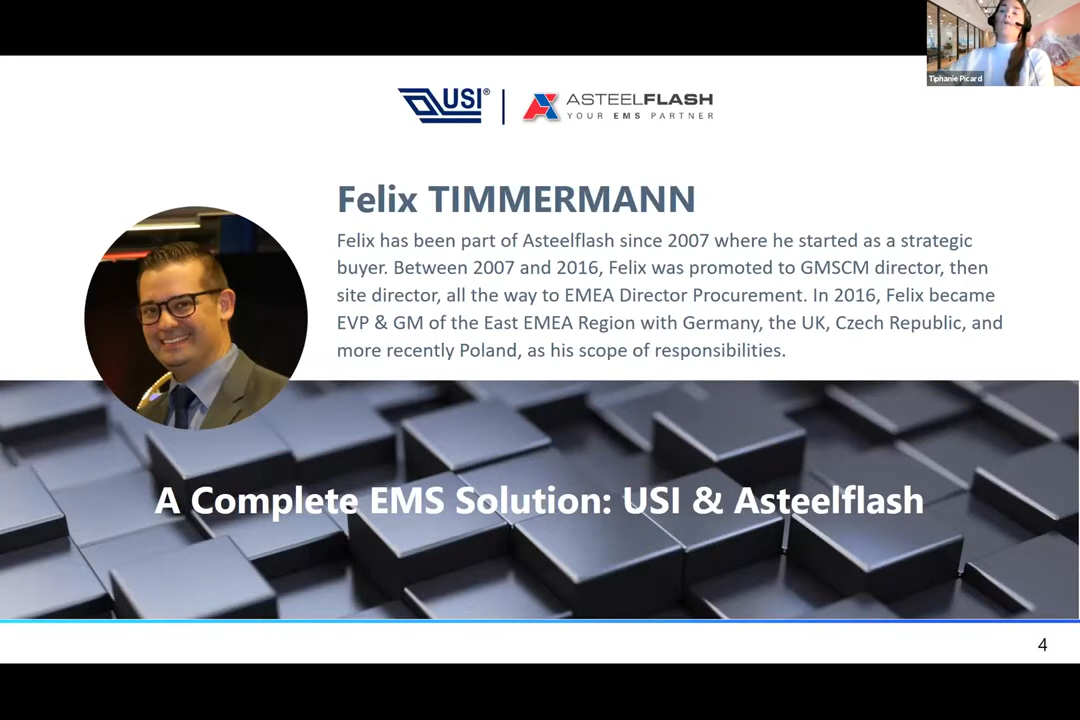 Tiphanie Picard
USI®
ASTEELFLASH
YOUR EMS PARTNER
Felix TIMMERMANN
Felix has been part of Asteelflash since 2007 where he started as a strategic
buyer. Between 2007 and 2016, Felix was promoted to GMSCM director, then
site director, all the way to EMEA Director Procurement. In 2016, Felix became
EVP & GM of the East EMEA Region with Germany, the UK, Czech Republic, and
more recently Poland, as his scope of responsibilities.
A Complete EMS Solution: USI & Asteelflash
4